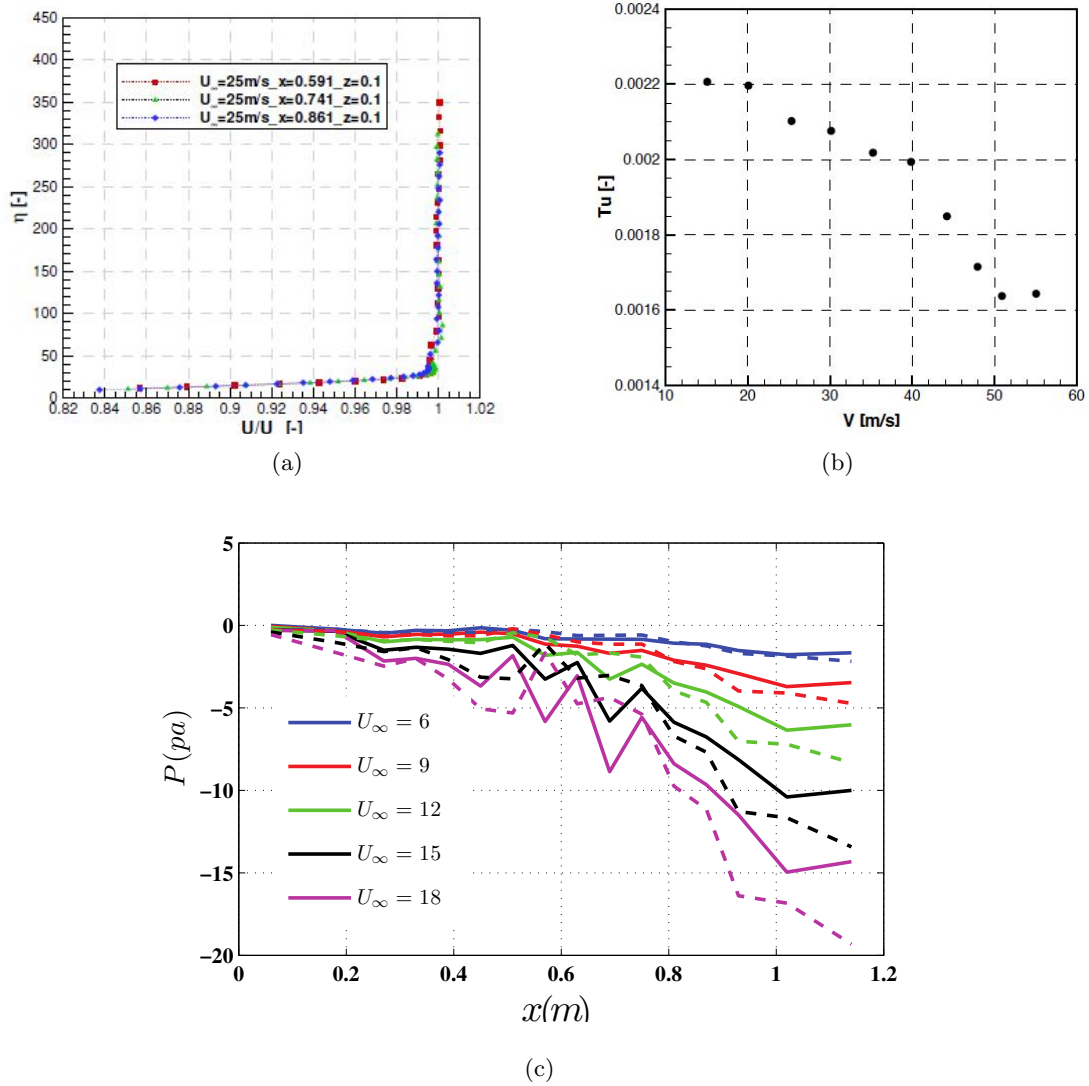 450
400
350
300
250
200
150
100
50
0
η [-]
U∞=25m/s_x=0.591_z=0.1
U∞=25m/s_x=0.741_z=0.1
U∞=25m/s_x=0.861_z=0.1
0.82 0.84 0.86 0.88 0.9 0.92 0.94 0.96 0.98 1 1.02
U/U [-]
(a)
0.0024
0.0022
0.002
0.0018
0.0016
0.0014
Tu [-]
10 20 30 40 50 60
V [m/s]
(b)
5
0
−5
−10
−15
−20
P(pa)
U∞ = 6
U∞ = 9
U∞ = 12
U∞ = 15
U∞ = 18
0 0.2 0.4 0.6 0.8 1 1.2
x(m)
(c)